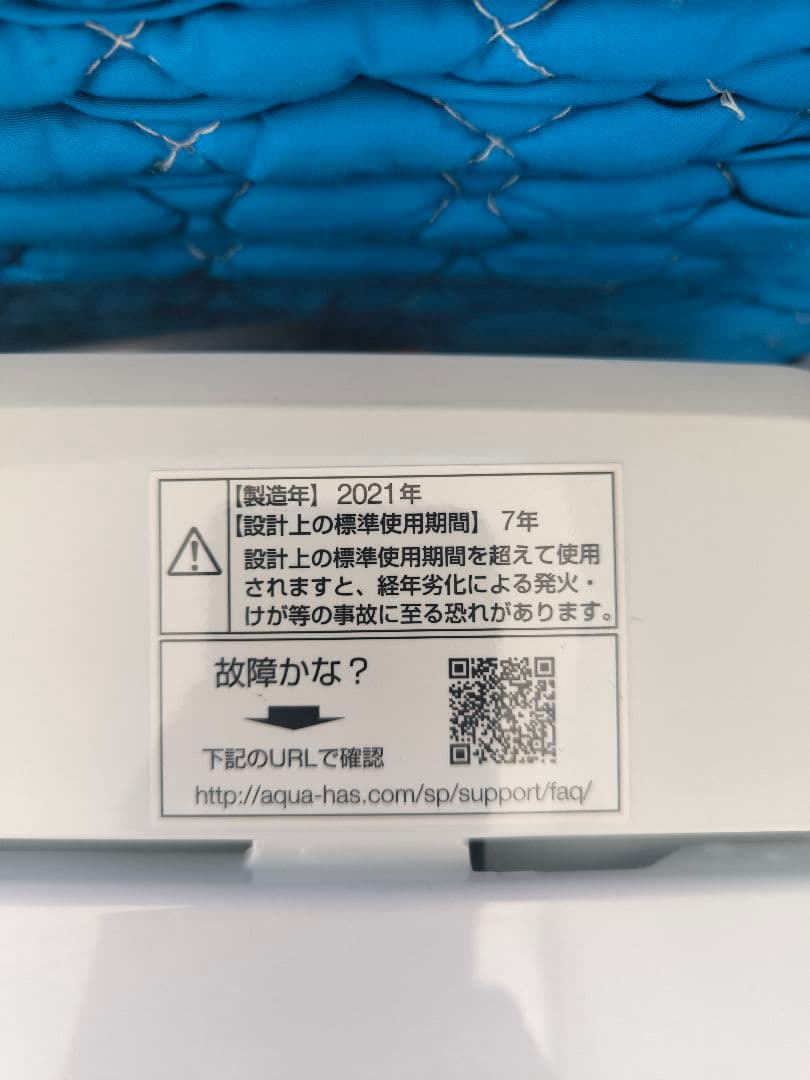 【製造年】 2021年
【設計上の標準使用期間】 7年
設計上の標準使用期間を超えて使用
されますと、経年劣化による発火・
けが等の事故に至る恐れがあります。
故障かな？
下記のURLで確認
http://aqua-has.com/sp/support/faq/